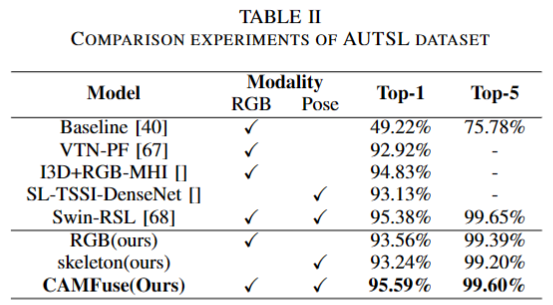 TABLE II
COMPARISON EXPERIMENTS OF AUTSL DATASET
Model Modality Top-1 Top-5
RGB Pose
Baseline [40] ✓ 49.22% 75.78%
VTN-PF [67] ✓ 92.92% -
I3D+RGB-MHI [] ✓ 94.83% -
SL-TSSI-DenseNet [] ✓ 93.13% -
Swin-RSL [68] ✓ ✓ 95.38% 99.65%
RGB(ours) ✓ 93.56% 99.39%
skeleton(ours) ✓ 93.24% 99.20%
CAMFuse(Ours) ✓ ✓ 95.59% 99.60%